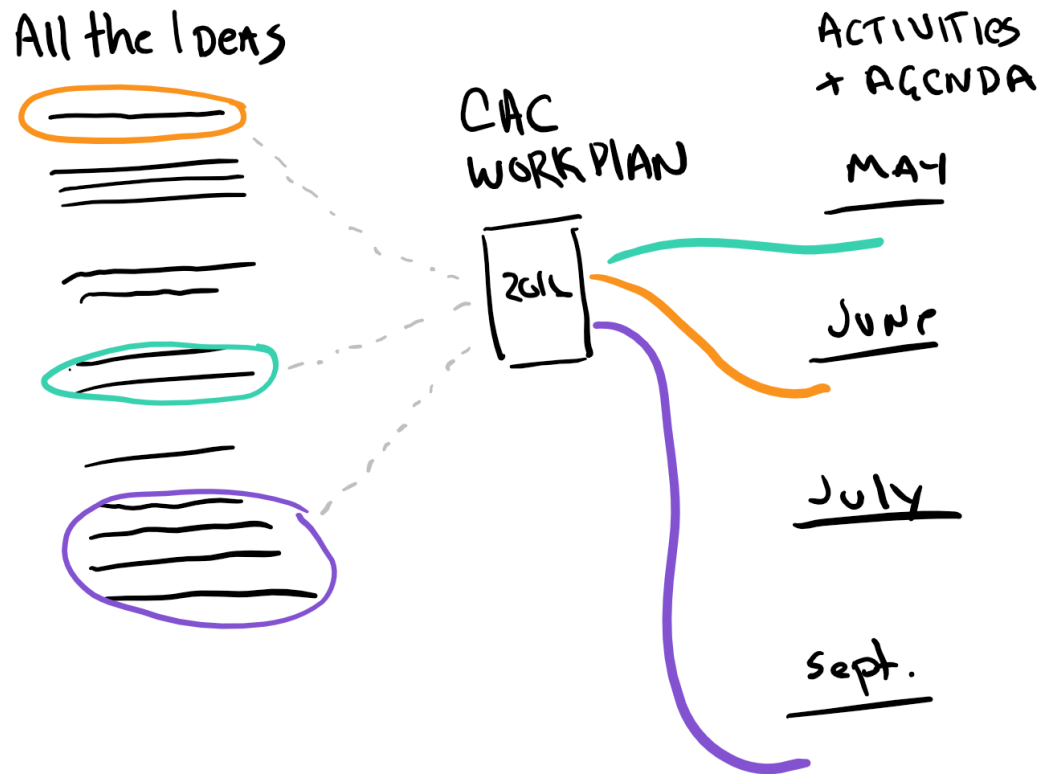 All the IDeas
ACTIVITIes
+ AGENDA
CAC
WORKPlAN
MAY
June
July
Sept.